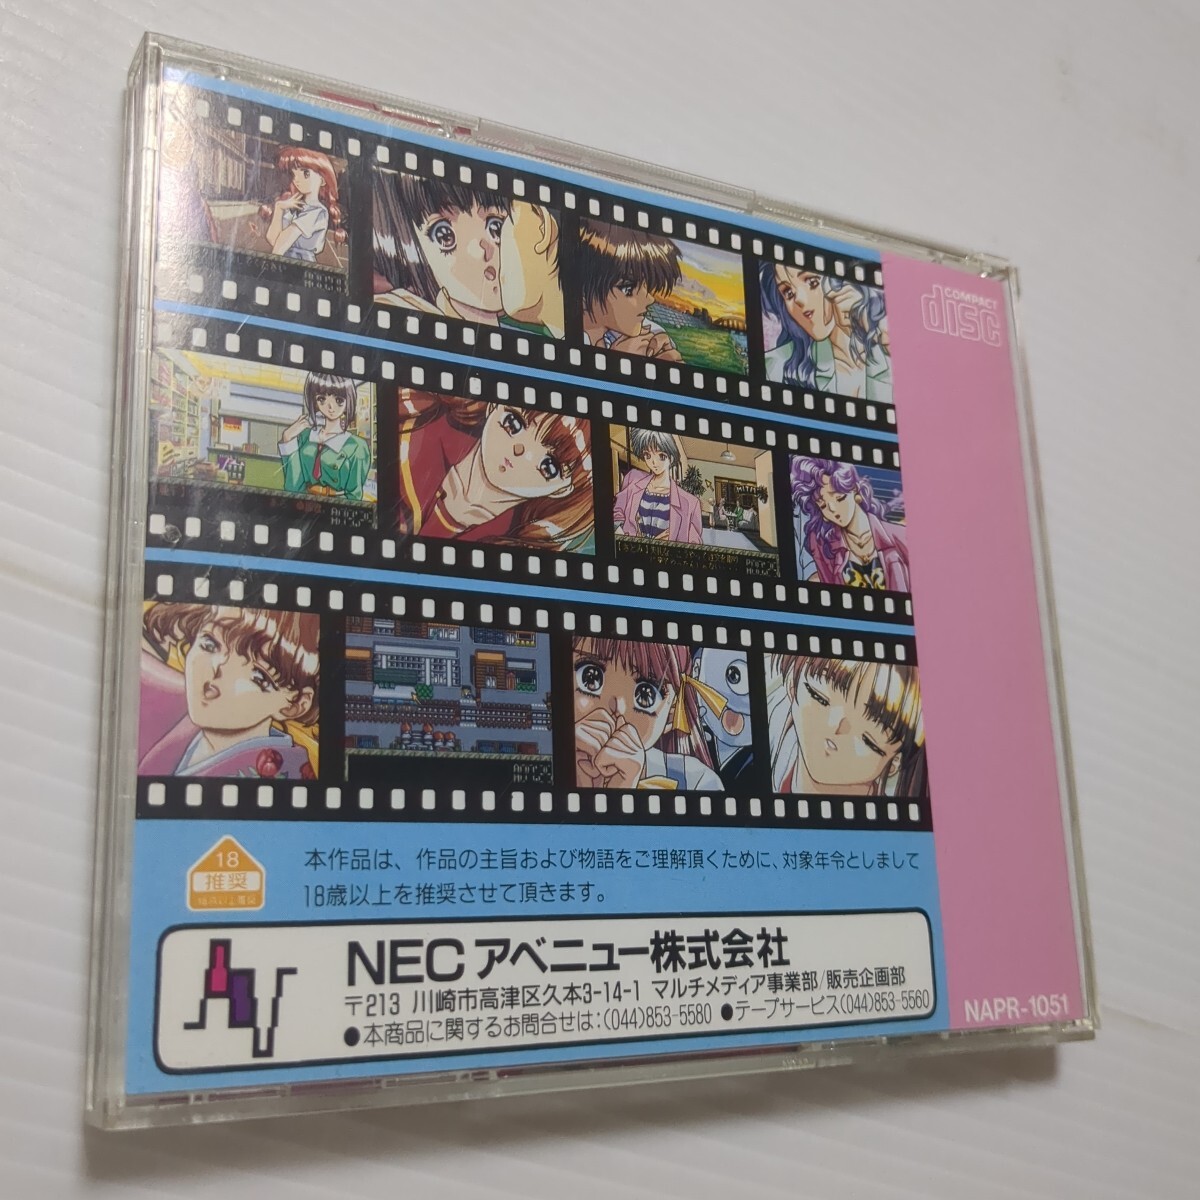 COMPACT
disc
18
推奨
本作品は、作品の主旨および物語をご理解頂くために、対象年令としまして
18歳以上を推奨させて頂きます。
NECアベニュー株式会社
〒213 川崎市高津区久本3-14-1 マルチメディア事業部/販売企画部
●本商品に関するお問合せは:(044)853-5580 ●テープサービス(044)853-5560
NAPR-1051